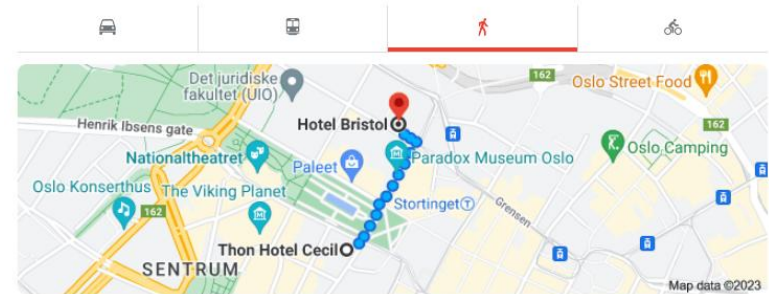 162
Oslo Street Food
Det juridiske
fakultet (UIO)
Henrik Ibsens gate
Hotel Bristol
162
Nationaltheatret
Paleet
Paradox Museum Oslo
Oslo Camping
Oslo Konserthus
The Viking Planet
162
Stortinget
T
Grensen
Thon Hotel Cecil
SENTRUM
Map data ©2023